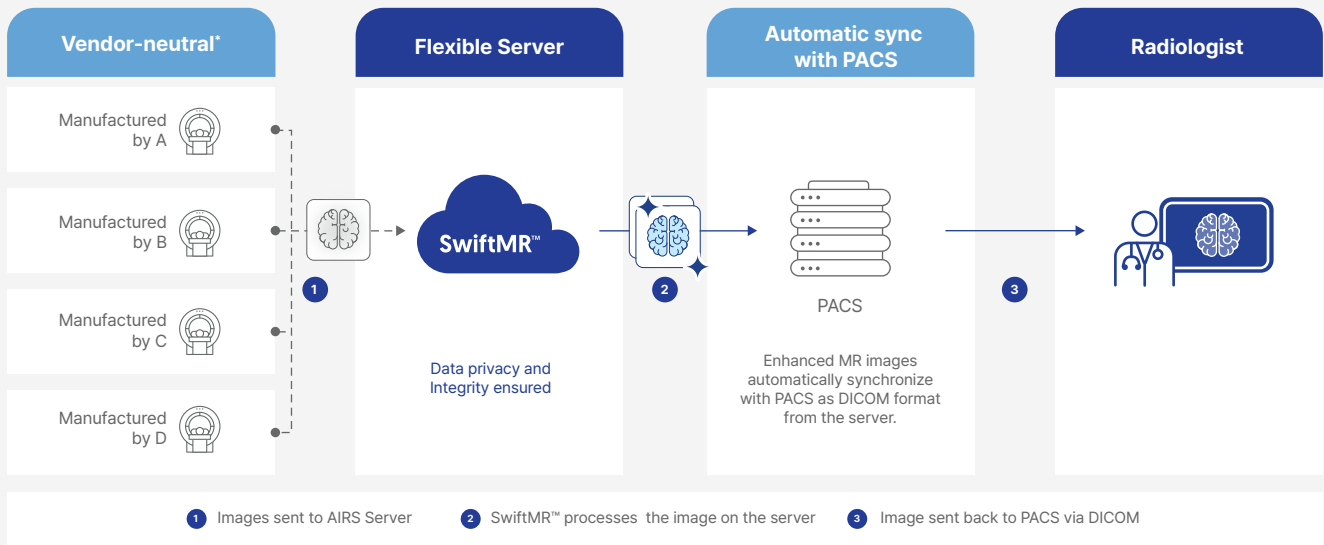 Vendor-neutral*
Flexible Server
Automatic sync
with PACS
Radiologist
Manufactured
by A
Manufactured
by B
Manufactured
by C
Manufactured
by D
1
SwiftMR™
Data privacy and
Integrity ensured
2
PACS
Enhanced MR images
automatically synchronize
with PACS as DICOM format
from the server.
3
1 Images sent to AIRS Server
2 SwiftMR™ processes the image on the server
3 Image sent back to PACS via DICOM